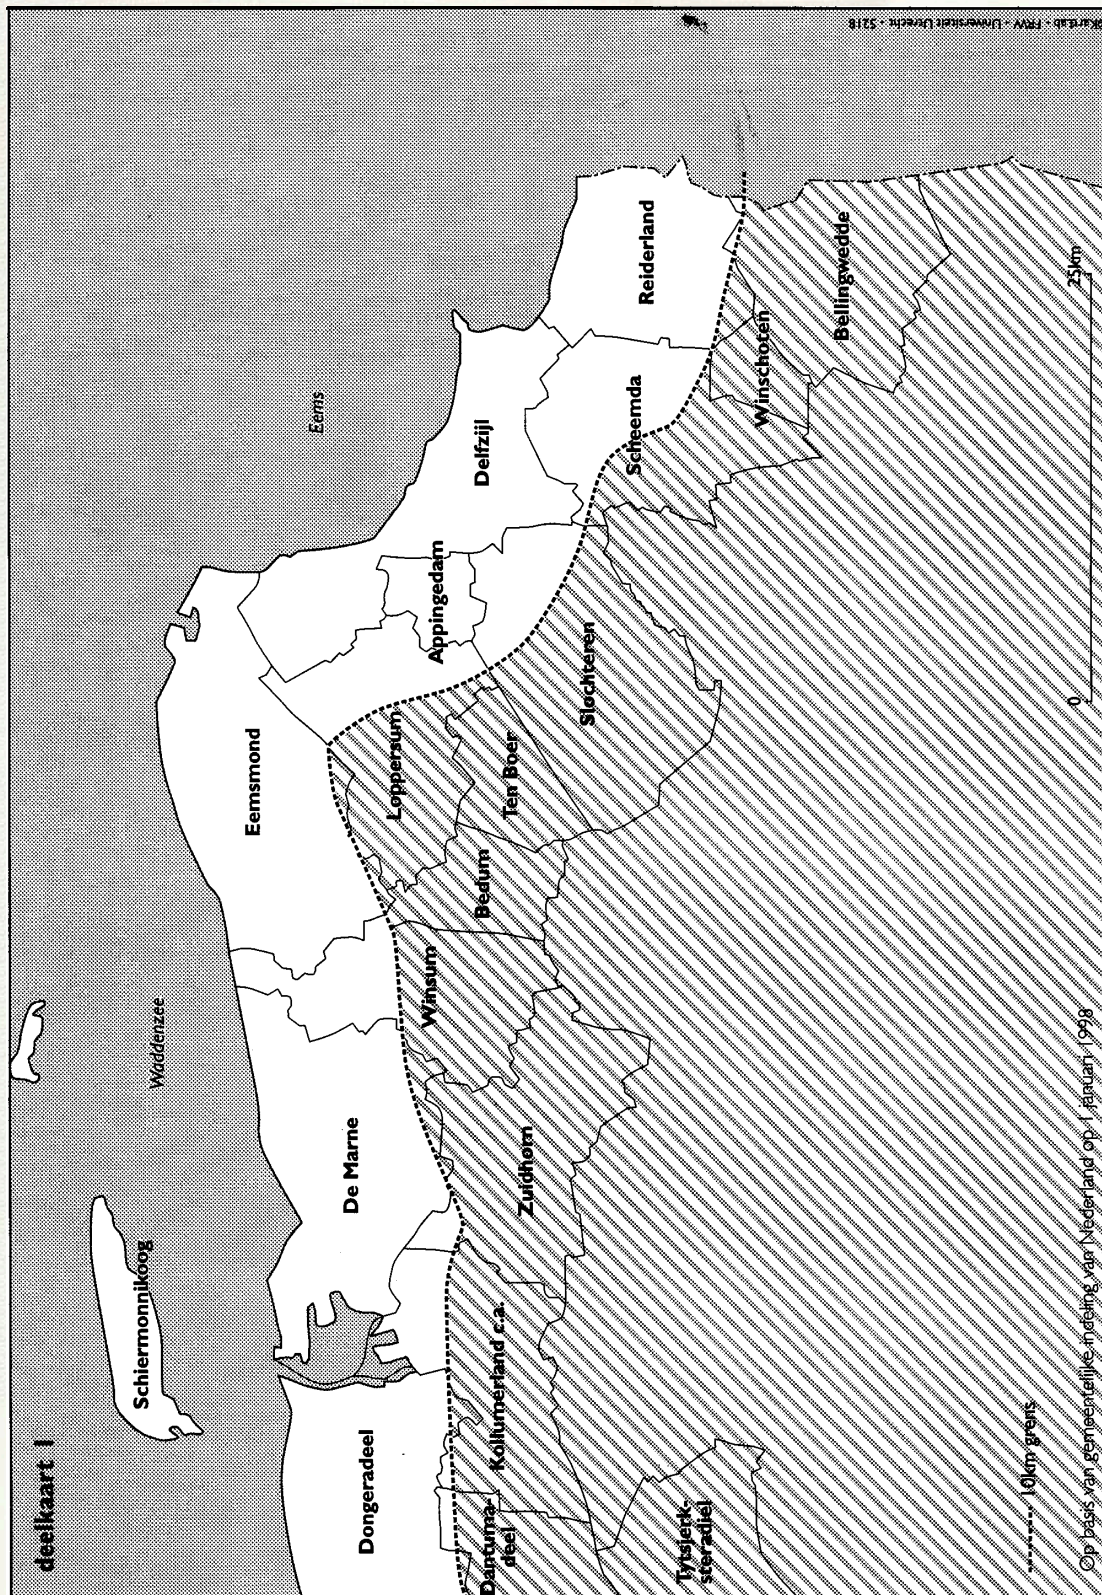 deelkaart 1
Schiermonnikoog
Waddenzee
Eems
Dongeradeel
De Marne
Eemsmond
Delfzijl
Appingedam
Reiderland
Scheemda
Loppersum
Winsum
Bedum
Ten Boer
Slochteren
Winschoten
Bellingwedde
Dantuma-
deel
Kollumerland c.a.
Zuidhorn
Tytsjerk-
steradiel
10km grens
0
25km
Op basis van gemeentelijke indeling van Nederland op 1 januari 1998
KartLab - FRW - Universiteit Utrecht - 5218